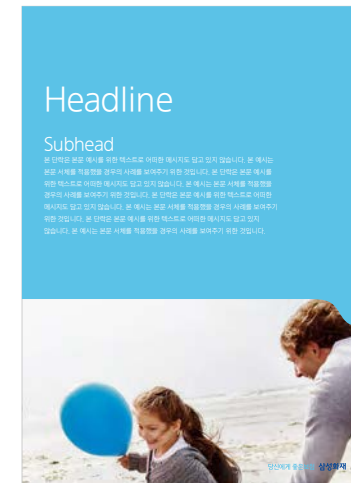 Headline
Subhead
본 단락은 본문 예시를 위한 텍스트로 어떠한 메시지도 담고 있지 않습니다. 본 예시는
본문 서체를 적용했을 경우의 사례를 보여주기 위한 것입니다. 본 단락은 본문 예시를
위한 텍스트로 어떠한 메시지도 담고 있지 않습니다. 본 예시는 본문 서체를 적용했을
경우의 사례를 보여주기 위한 것입니다. 본 단락은 본문 예시를 위한 텍스트로 어떠한
메시지도 담고 있지 않습니다. 본 예시는 본문 서체를 적용했을 경우의 사례를 보여주기
위한 것입니다. 본 단락은 본문 예시를 위한 텍스트로 어떠한 메시지도 담고 있지
않습니다. 본 예시는 본문 서체를 적용했을 경우의 사례를 보여주기 위한 것입니다.
당신에게 삼성화재